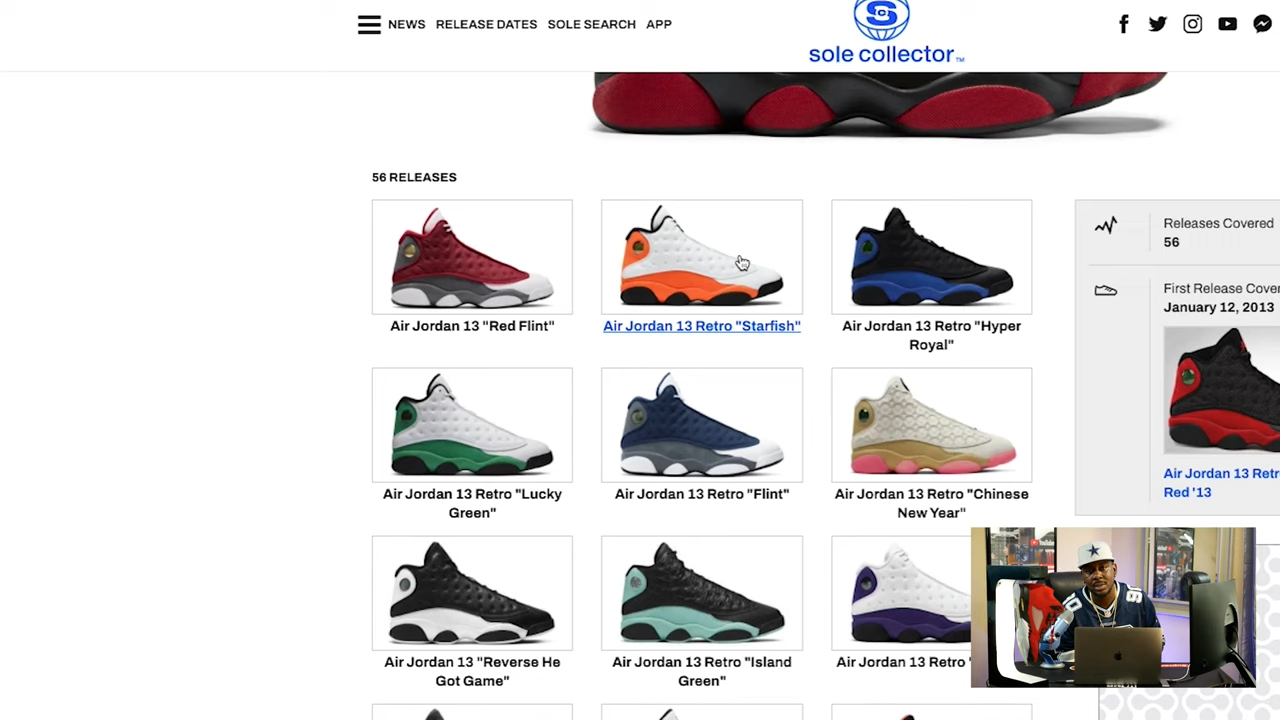 NEWS RELEASE DATES SOLE SEARCH APP
sole collector™
56 RELEASES
Air Jordan 13 "Red Flint"
Air Jordan 13 Retro "Starfish"
Air Jordan 13 Retro "Hyper
Royal"
Releases Covered
56
First Release Cover
January 12, 2013
Air Jordan 13 Retr
Red '13
Air Jordan 13 Retro "Lucky
Green"
Air Jordan 13 Retro "Flint"
Air Jordan 13 Retro "Chinese
New Year"
Air Jordan 13 "Reverse He
Got Game"
Air Jordan 13 Retro "Island
Green"
Air Jordan 13 Retro "